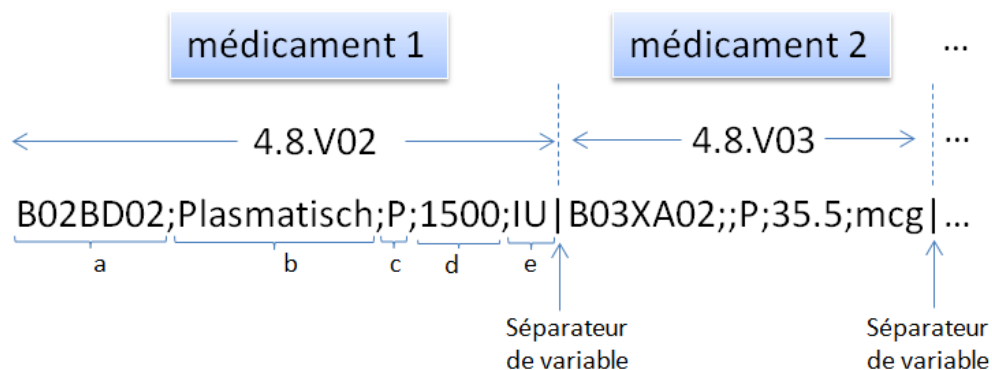 médicament 1 médicament 2 ...
4.8.V02 4.8.V03 ...
B02BD02;Plasmatisch;P;1500;IU|B03XA02;;P;35.5;mcg|...
a b c d e
Séparateur Séparateur
de variable de variable